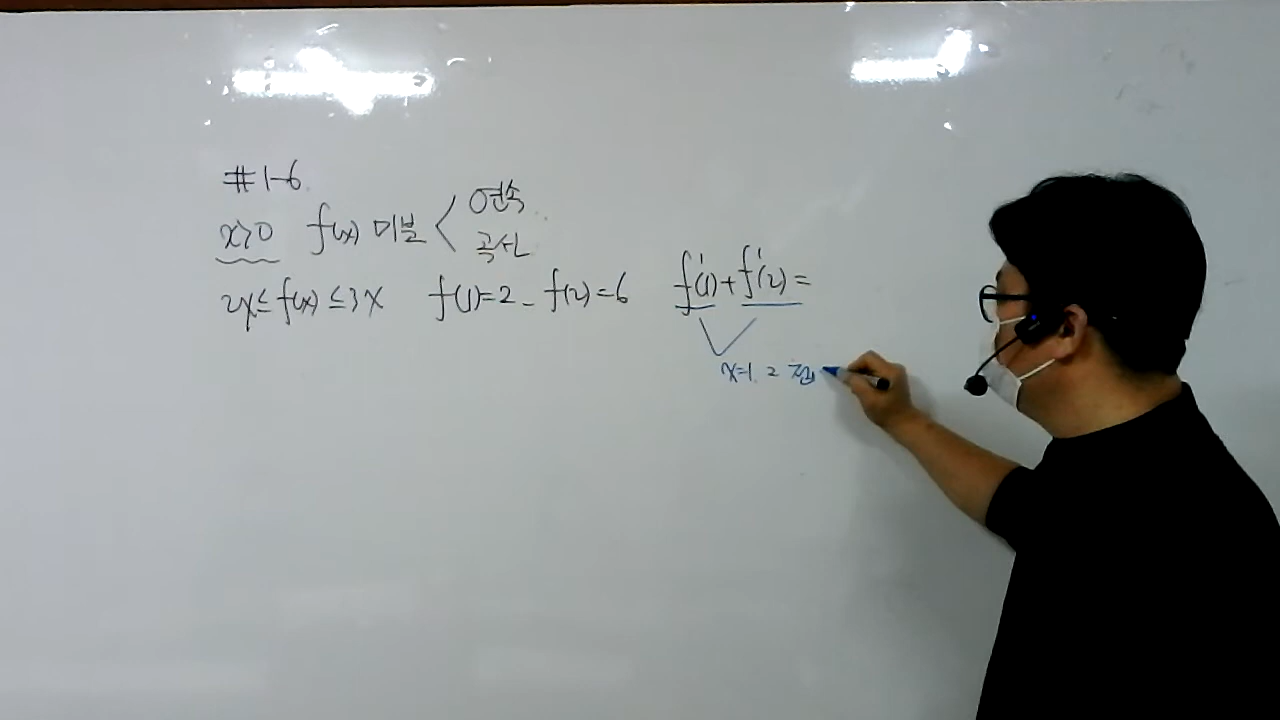 #1-6
x>0 f(x) 미분 < 연속
곡선
2x≤f(x)≤3x f(1)=2 - f(2)=6 f'(1)+f'(2)=
x=1. 2 접